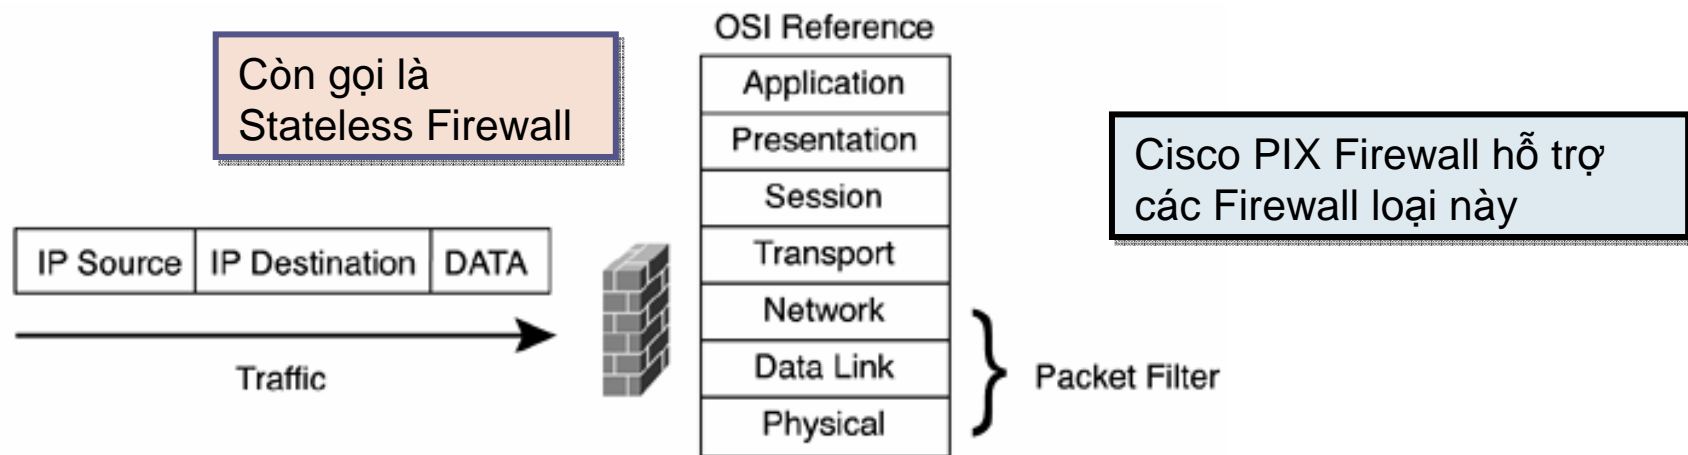 OSI Reference
Còn gọi là
Stateless Firewall
Application
Presentation
Session
Transport
Network
Data Link
Physical
Cisco PIX Firewall hỗ trợ
các Firewall loại này
IP Source IP Destination DATA
Traffic
Packet Filter